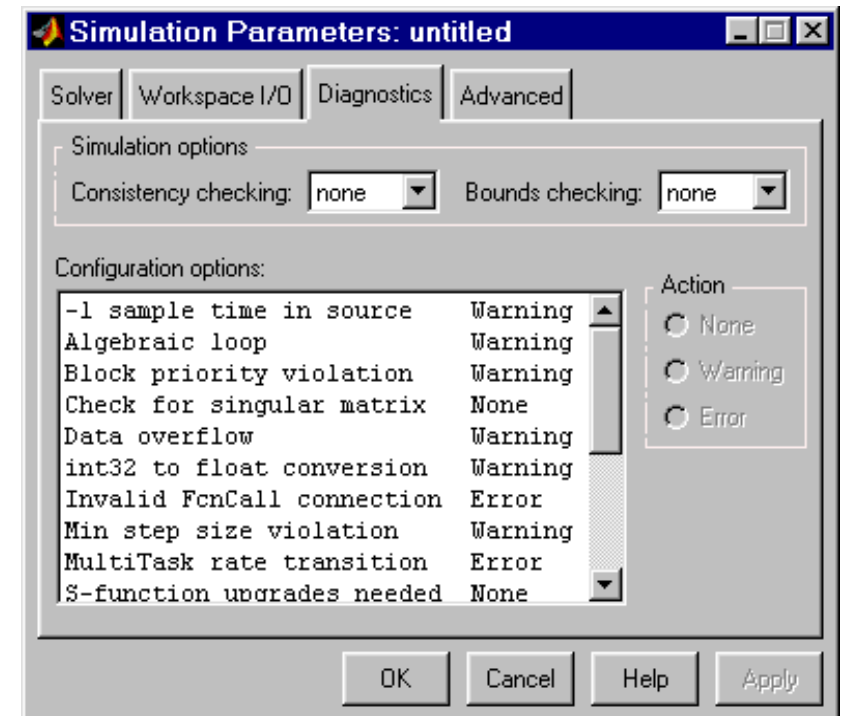 Simulation Parameters: untitled
Solver Workspace I/O Diagnostics Advanced
Simulation options
Consistency checking: none Bounds checking: none
Configuration options:
Action
-1 sample time in source Warning
Algebraic loop Warning
Block priority violation Warning
Check for singular matrix None
Data overflow Warning
int32 to float conversion Warning
Invalid FcnCall connection Error
Min step size violation Warning
MultiTask rate transition Error
S-function upgrades needed None
None
Warning
Error
OK Cancel Help Apply